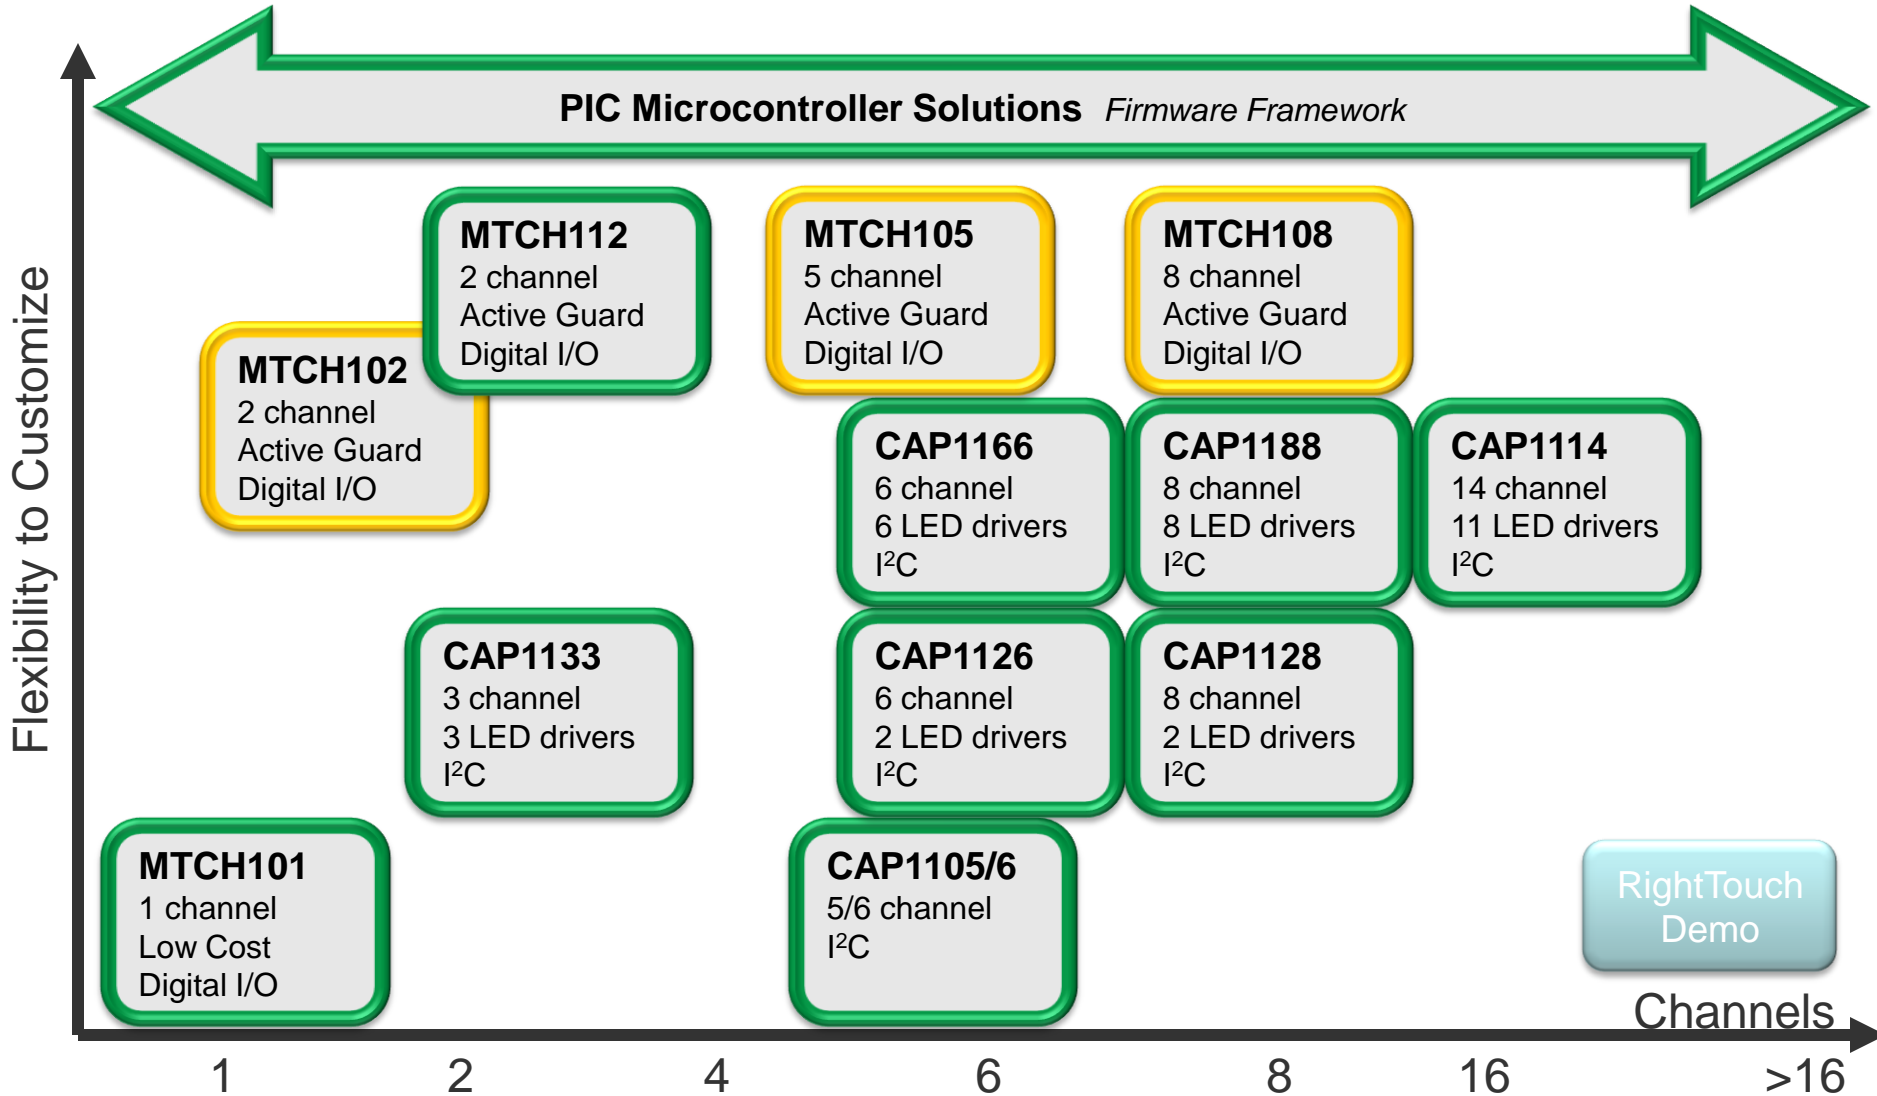 PIC Microcontroller Solutions Firmware Framework
Flexibility to Customize
MTCH112
2 channel
Active Guard
Digital I/O
MTCH105
5 channel
Active Guard
Digital I/O
MTCH108
8 channel
Active Guard
Digital I/O
MTCH102
2 channel
Active Guard
Digital I/O
CAP1166
6 channel
6 LED drivers
I²C
CAP1188
8 channel
8 LED drivers
I²C
CAP1114
14 channel
11 LED drivers
I²C
CAP1133
3 channel
3 LED drivers
I²C
CAP1126
6 channel
2 LED drivers
I²C
CAP1128
8 channel
2 LED drivers
I²C
MTCH101
1 channel
Low Cost
Digital I/O
CAP1105/6
5/6 channel
I²C
RightTouch
Demo
Channels
1 2 4 6 8 16 >16